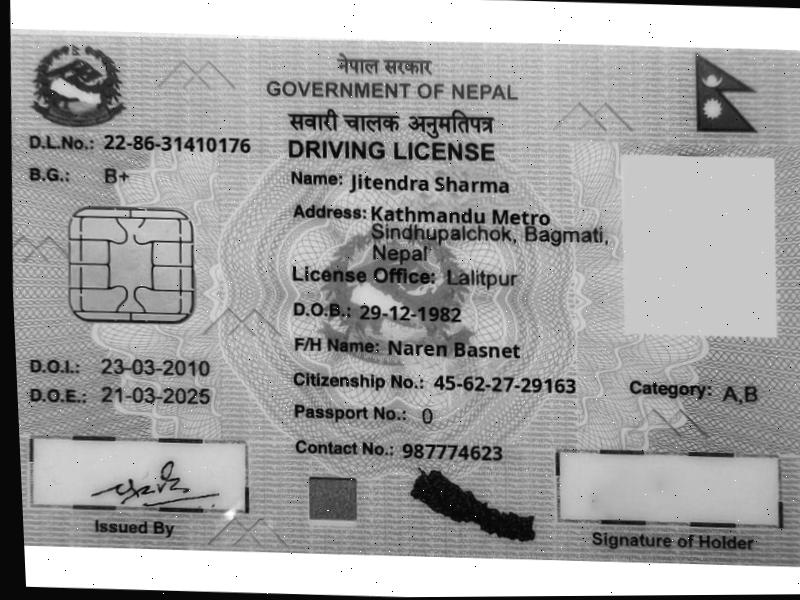 नेपाल सरकार
GOVERNMENT OF NEPAL
सवारी चालक अनुमतिपत्र
DRIVING LICENSE
D.L.No.: 22-86-31410176
B.G.: B+
Name: Jitendra Sharma
Address: Kathmandu Metro
Sindhupalchok, Bagmati,
Nepal
License Office: Lalitpur
D.O.B.: 29-12-1982
F/H Name: Naren Basnet
D.O.I.: 23-03-2010
Citizenship No.: 45-62-27-29163
Category: A,B
D.O.E.: 21-03-2025
Passport No.: 0
Contact No.: 987774623
Issued By
Signature of Holder